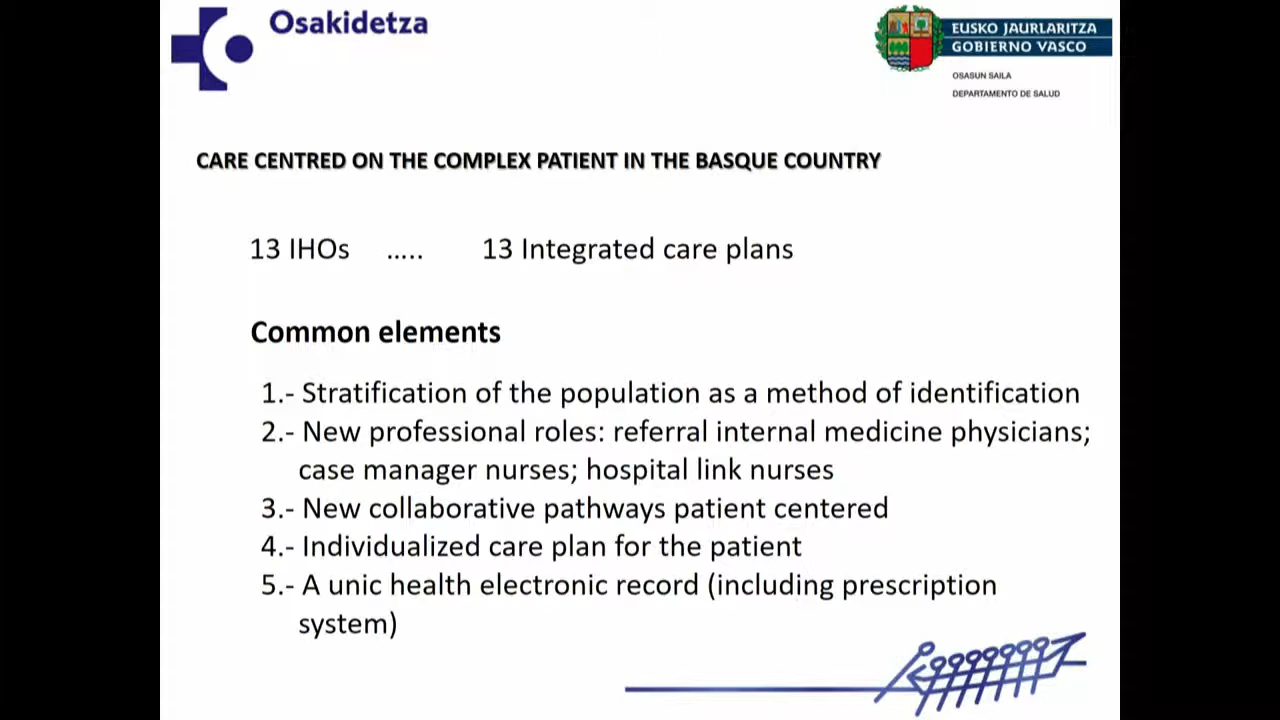 Osakidetza
EUSKO JAURLARITZA
GOBIERNO VASCO
OSASUN SAILA
DEPARTAMENTO DE SALUD
CARE CENTRED ON THE COMPLEX PATIENT IN THE BASQUE COUNTRY
13 IHOs ..... 13 Integrated care plans
Common elements
1.- Stratification of the population as a method of identification
2.- New professional roles: referral internal medicine physicians;
case manager nurses; hospital link nurses
3.- New collaborative pathways patient centered
4.- Individualized care plan for the patient
5.- A unic health electronic record (including prescription
system)